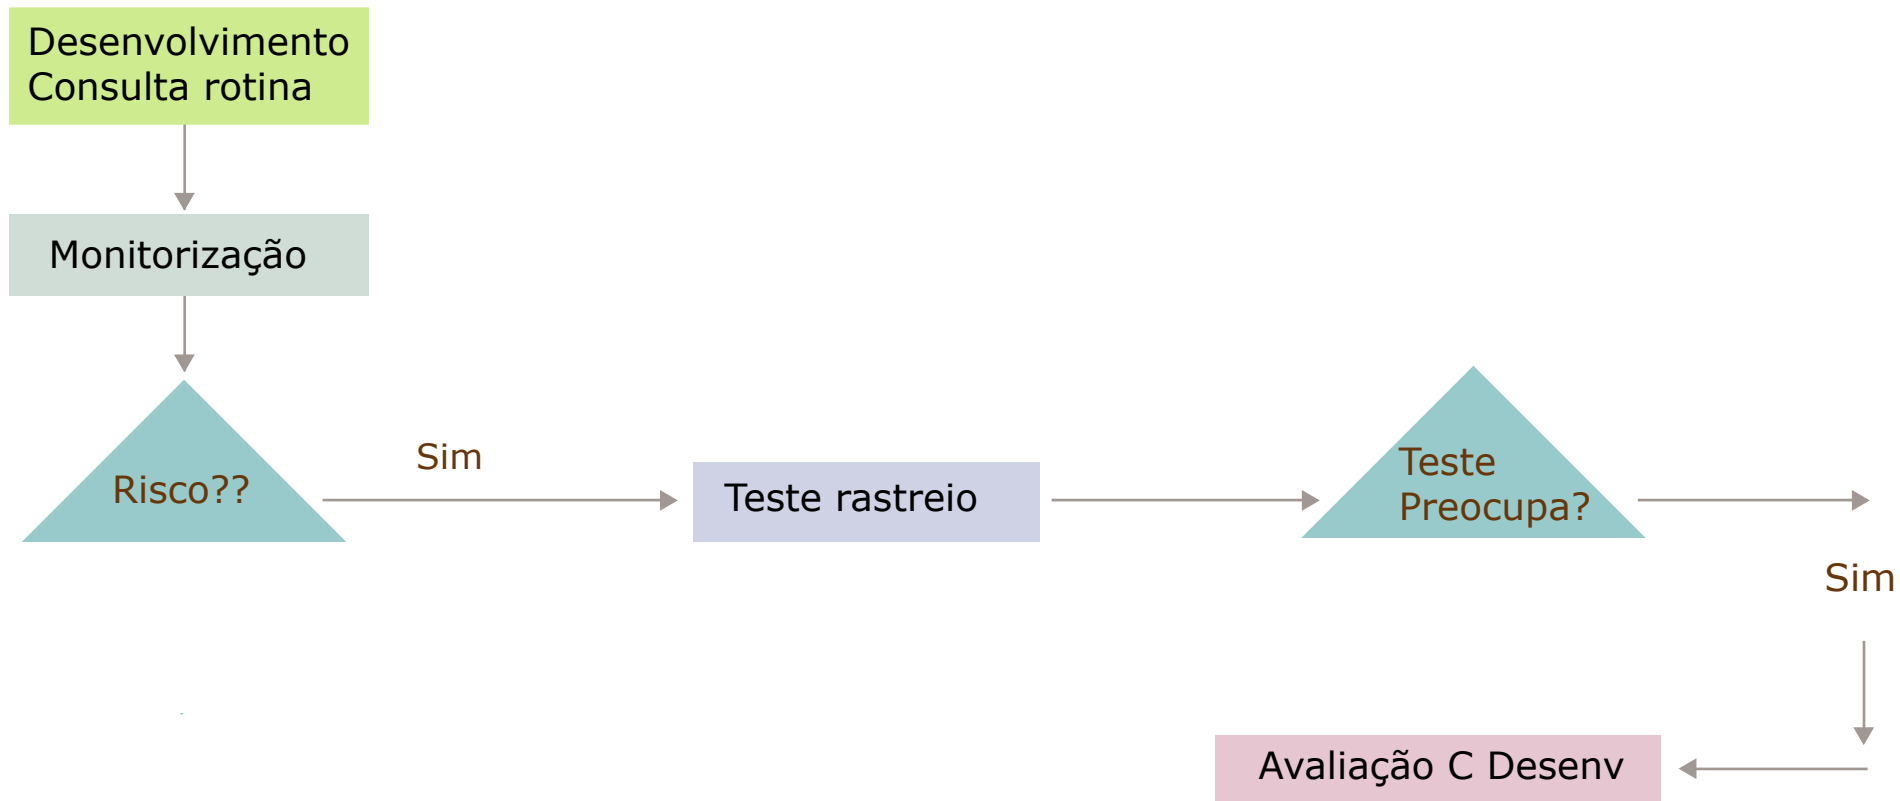 Desenvolvimento
Consulta rotina
Monitorização
Risco??
Sim
Teste rastreio
Teste
Preocupa?
Sim
Avaliação C Desenv